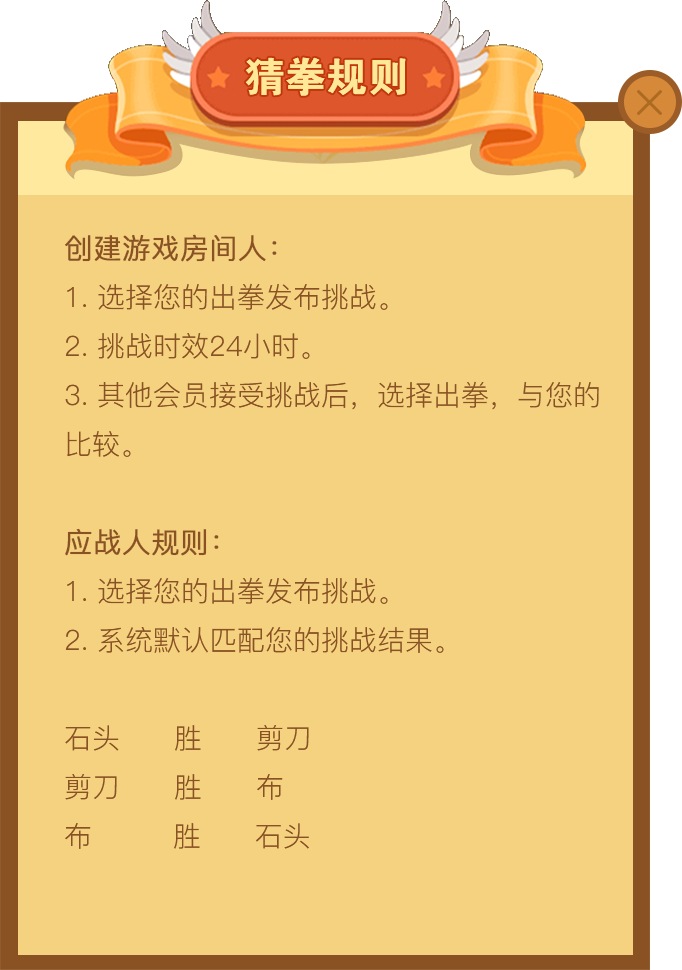 猜拳规则
创建游戏房间人：
1. 选择您的出拳发布挑战。
2. 挑战时效24小时。
3. 其他会员接受挑战后，选择出拳，与您的
比较。
应战人规则：
1. 选择您的出拳发布挑战。
2. 系统默认匹配您的挑战结果。
石头 胜 剪刀
剪刀 胜 布
布 胜 石头